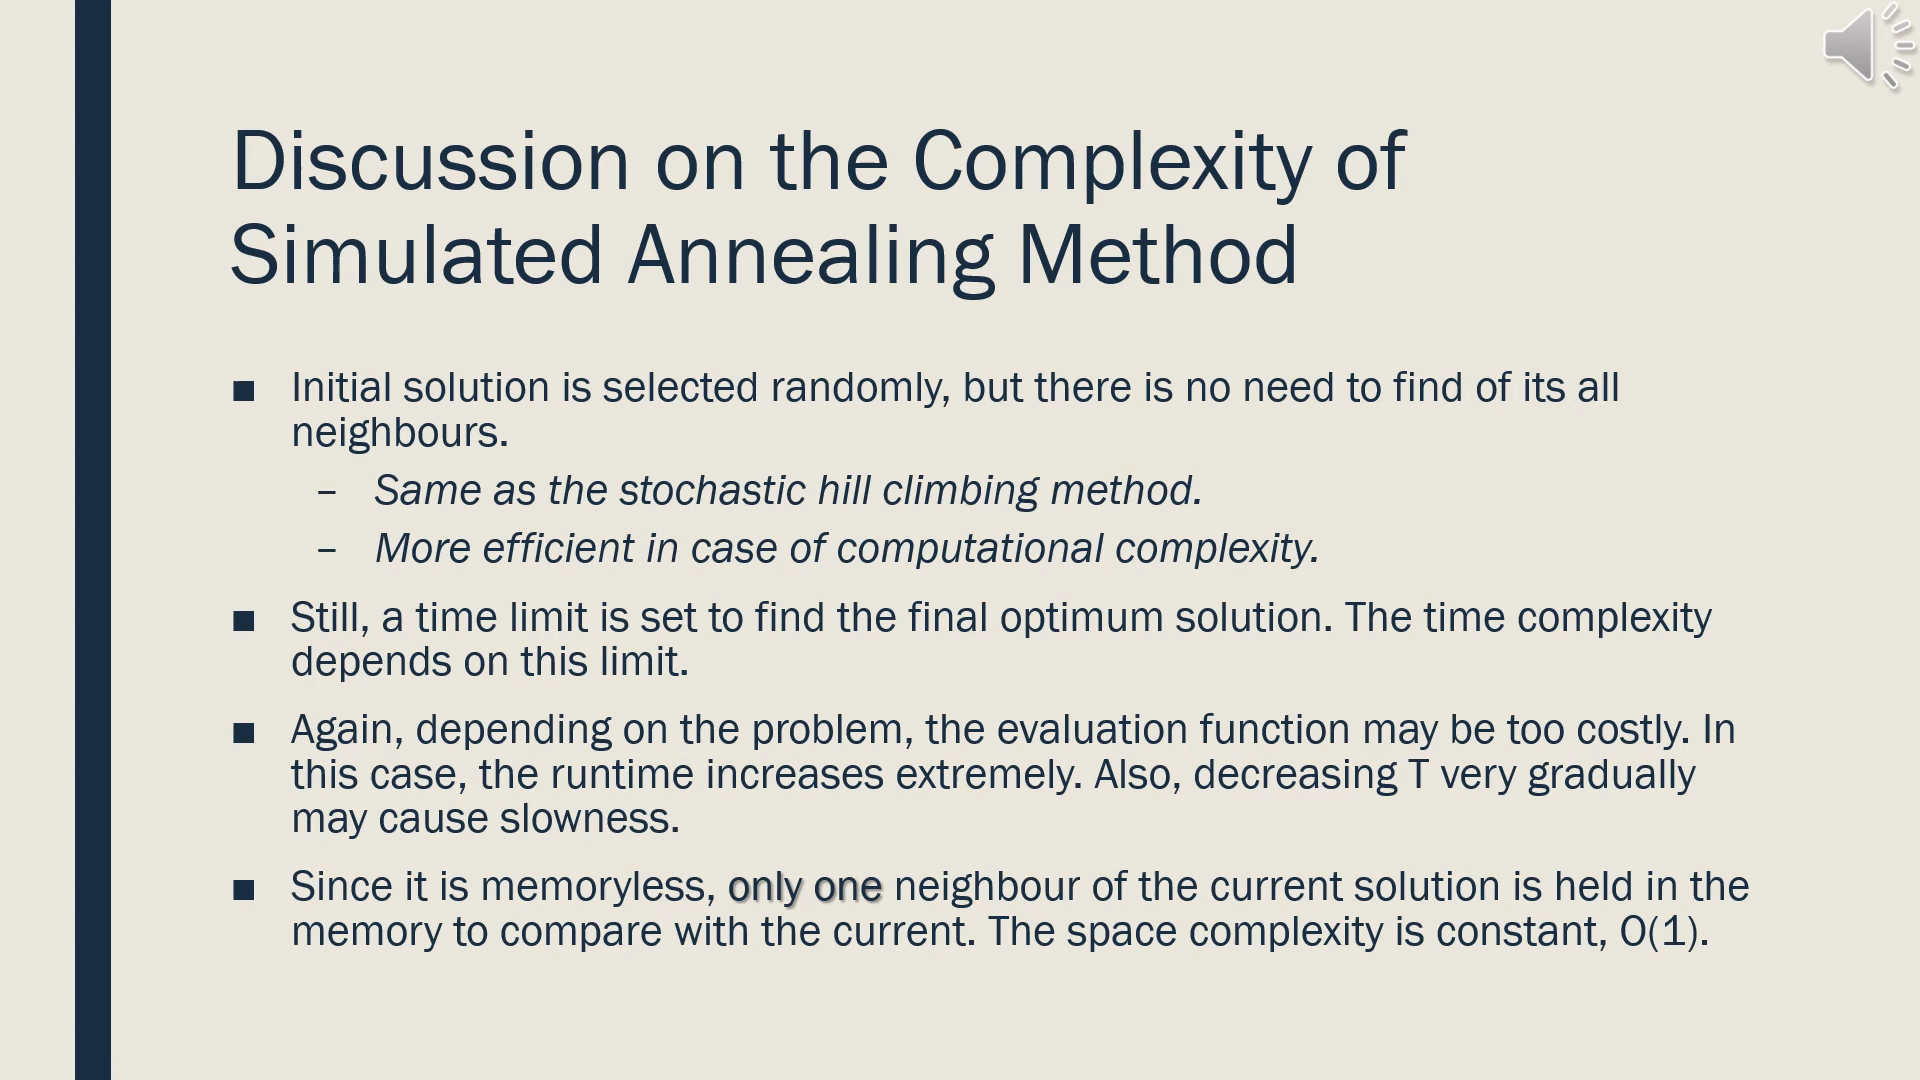 Discussion on the Complexity of
Simulated Annealing Method
■ Initial solution is selected randomly, but there is no need to find of its all
neighbours.
– Same as the stochastic hill climbing method.
– More efficient in case of computational complexity.
■ Still, a time limit is set to find the final optimum solution. The time complexity
depends on this limit.
■ Again, depending on the problem, the evaluation function may be too costly. In
this case, the runtime increases extremely. Also, decreasing T very gradually
may cause slowness.
■ Since it is memoryless, only one neighbour of the current solution is held in the
memory to compare with the current. The space complexity is constant, O(1).